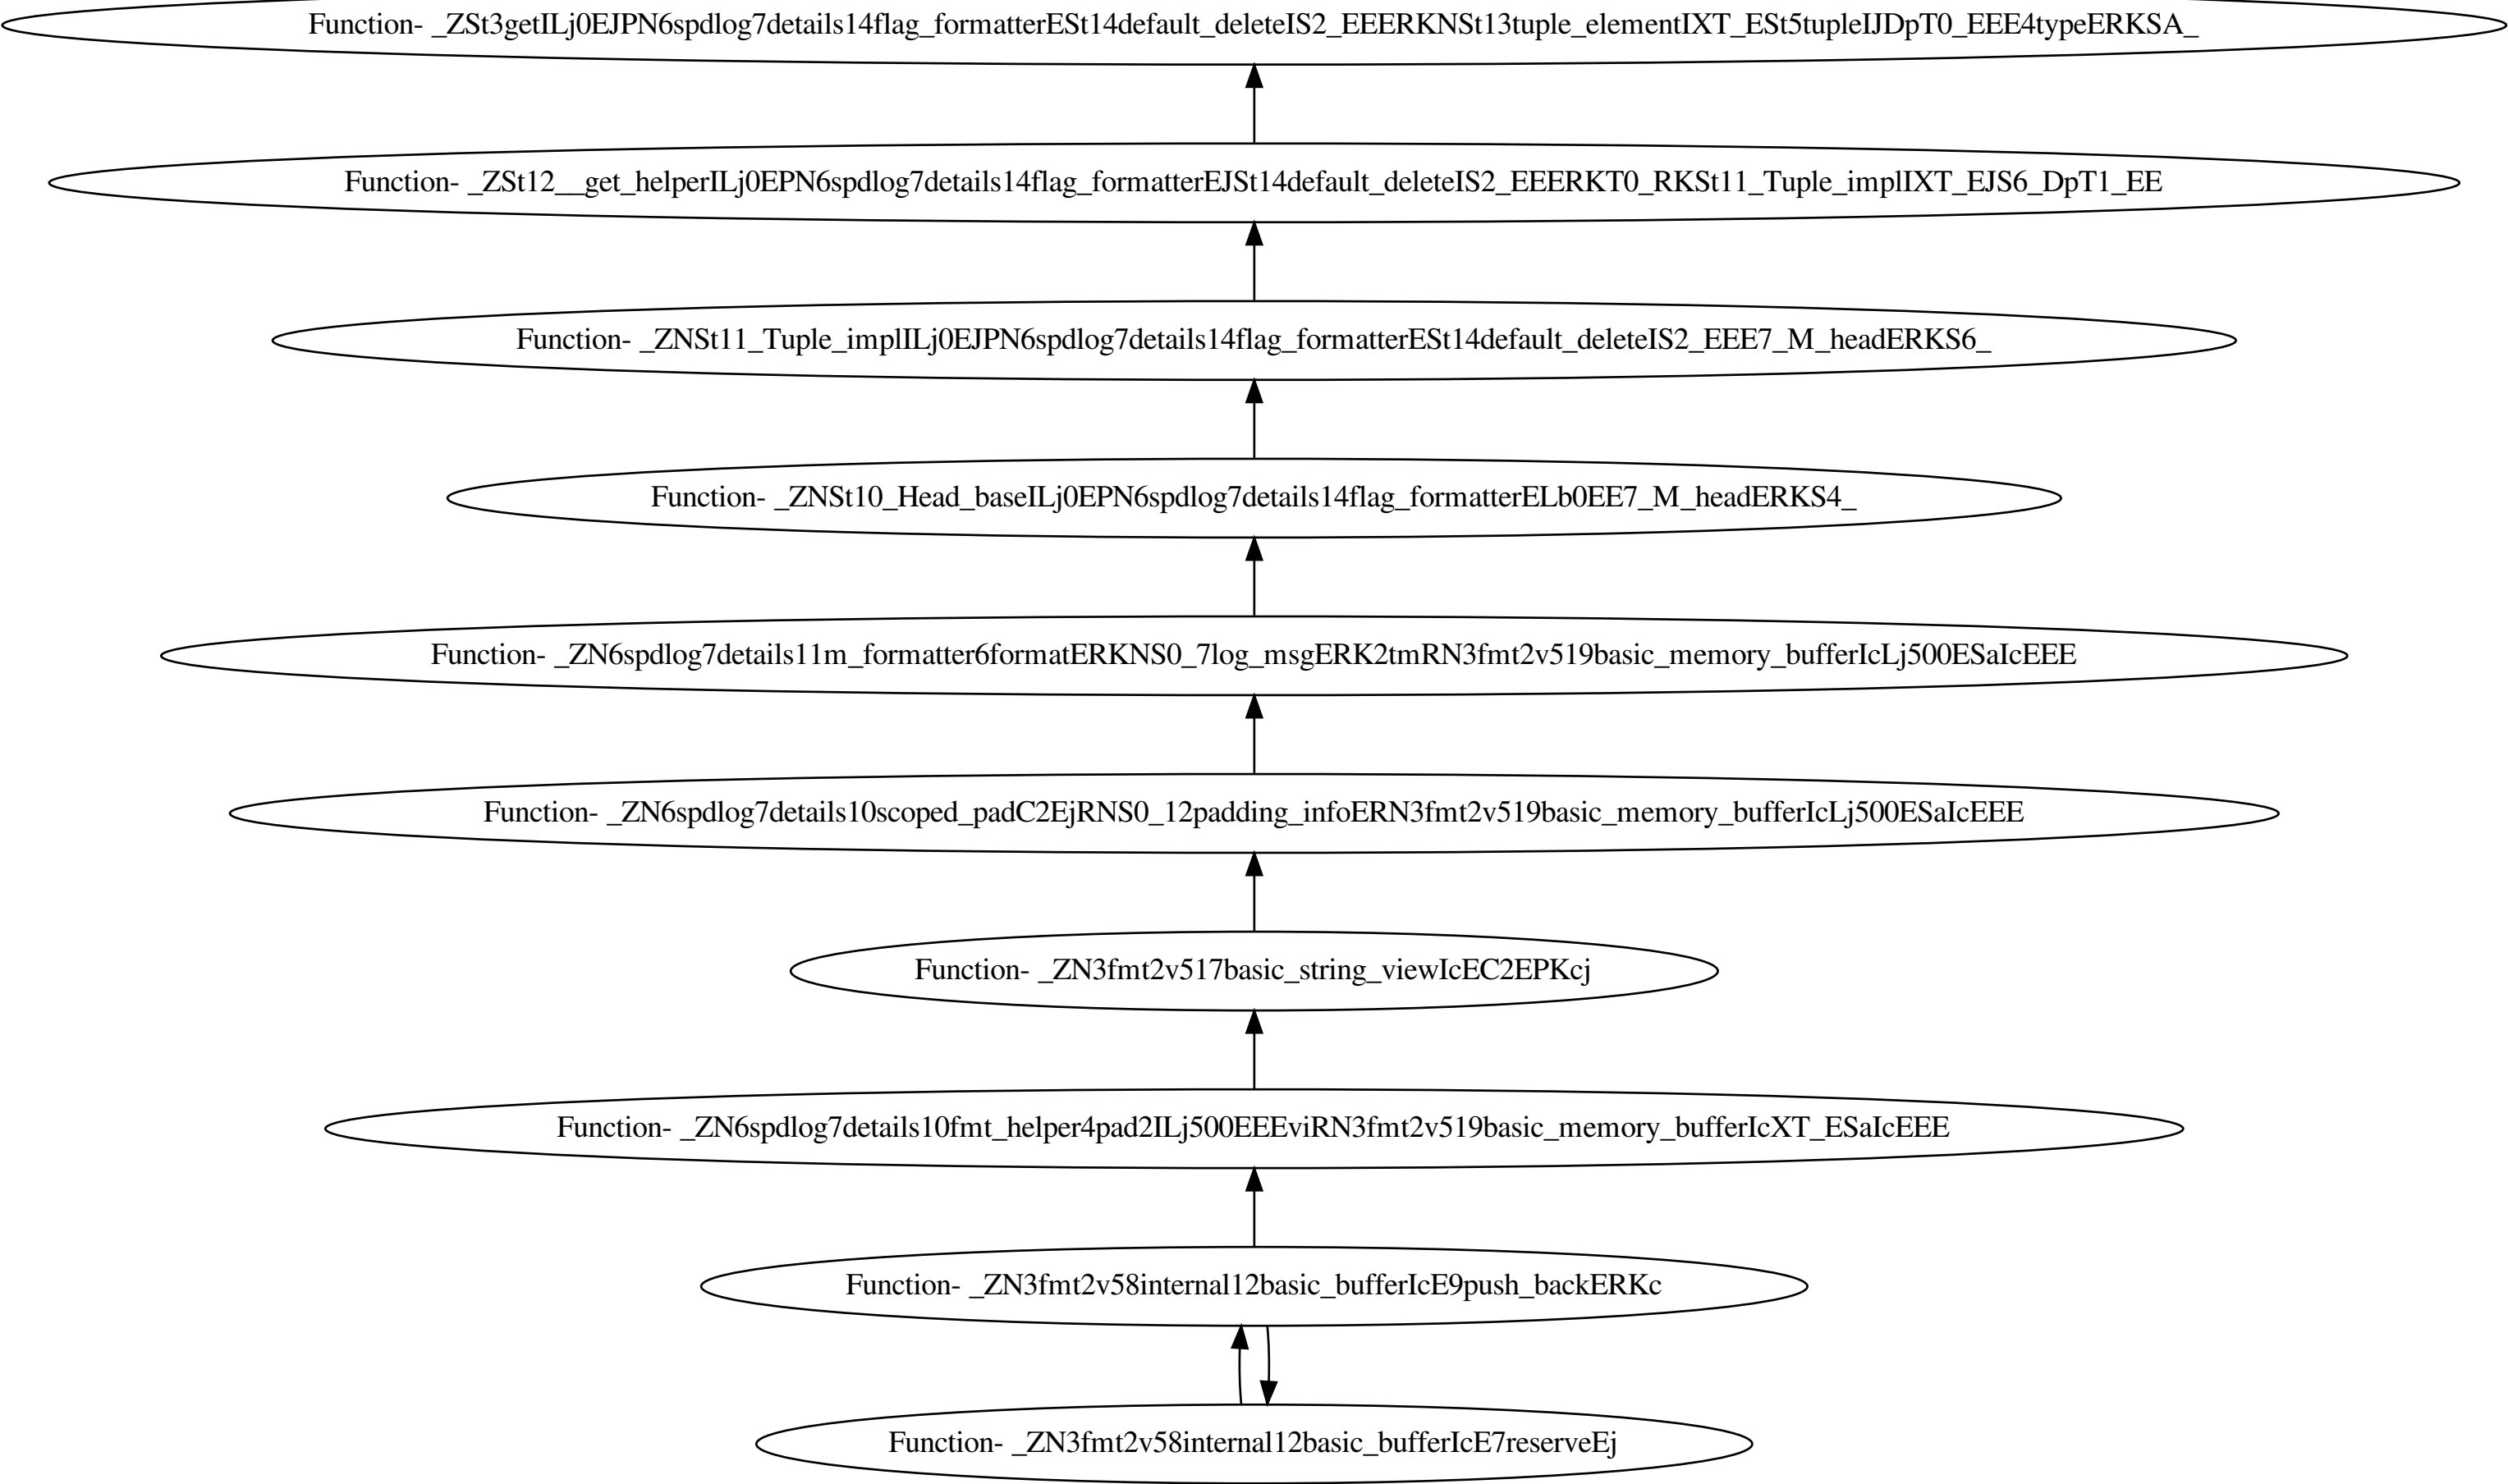 Function- _ZSt3getILj0EJPN6spdlog7details14flag_formatterESt14default_deleteIS2_EEERKNSt13tuple_elementIXT_ESt5tupleIJDpT0_EEE4typeERKSA_
Function- _ZSt12__get_helperILj0EPN6spdlog7details14flag_formatterEJSt14default_deleteIS2_EEERKT0_RKSt11_Tuple_implIXT_EJS6_DpT1_EE
Function- _ZNSt11_Tuple_implILj0EJPN6spdlog7details14flag_formatterESt14default_deleteIS2_EEE7_M_headERKS6_
Function- _ZNSt10_Head_baseILj0EPN6spdlog7details14flag_formatterELb0EE7_M_headERKS4_
Function- _ZN6spdlog7details11m_formatter6formatERKNS0_7log_msgERK2tmRN3fmt2v519basic_memory_bufferIcLj500ESaIcEEE
Function- _ZN6spdlog7details10scoped_padC2EjRNS0_12padding_infoERN3fmt2v519basic_memory_bufferIcLj500ESaIcEEE
Function- _ZN3fmt2v517basic_string_viewIcEC2EPKcj
Function- _ZN6spdlog7details10fmt_helper4pad2ILj500EEEviRN3fmt2v519basic_memory_bufferIcXT_ESaIcEEE
Function- _ZN3fmt2v58internal12basic_bufferIcE9push_backERKc
Function- _ZN3fmt2v58internal12basic_bufferIcE7reserveEj